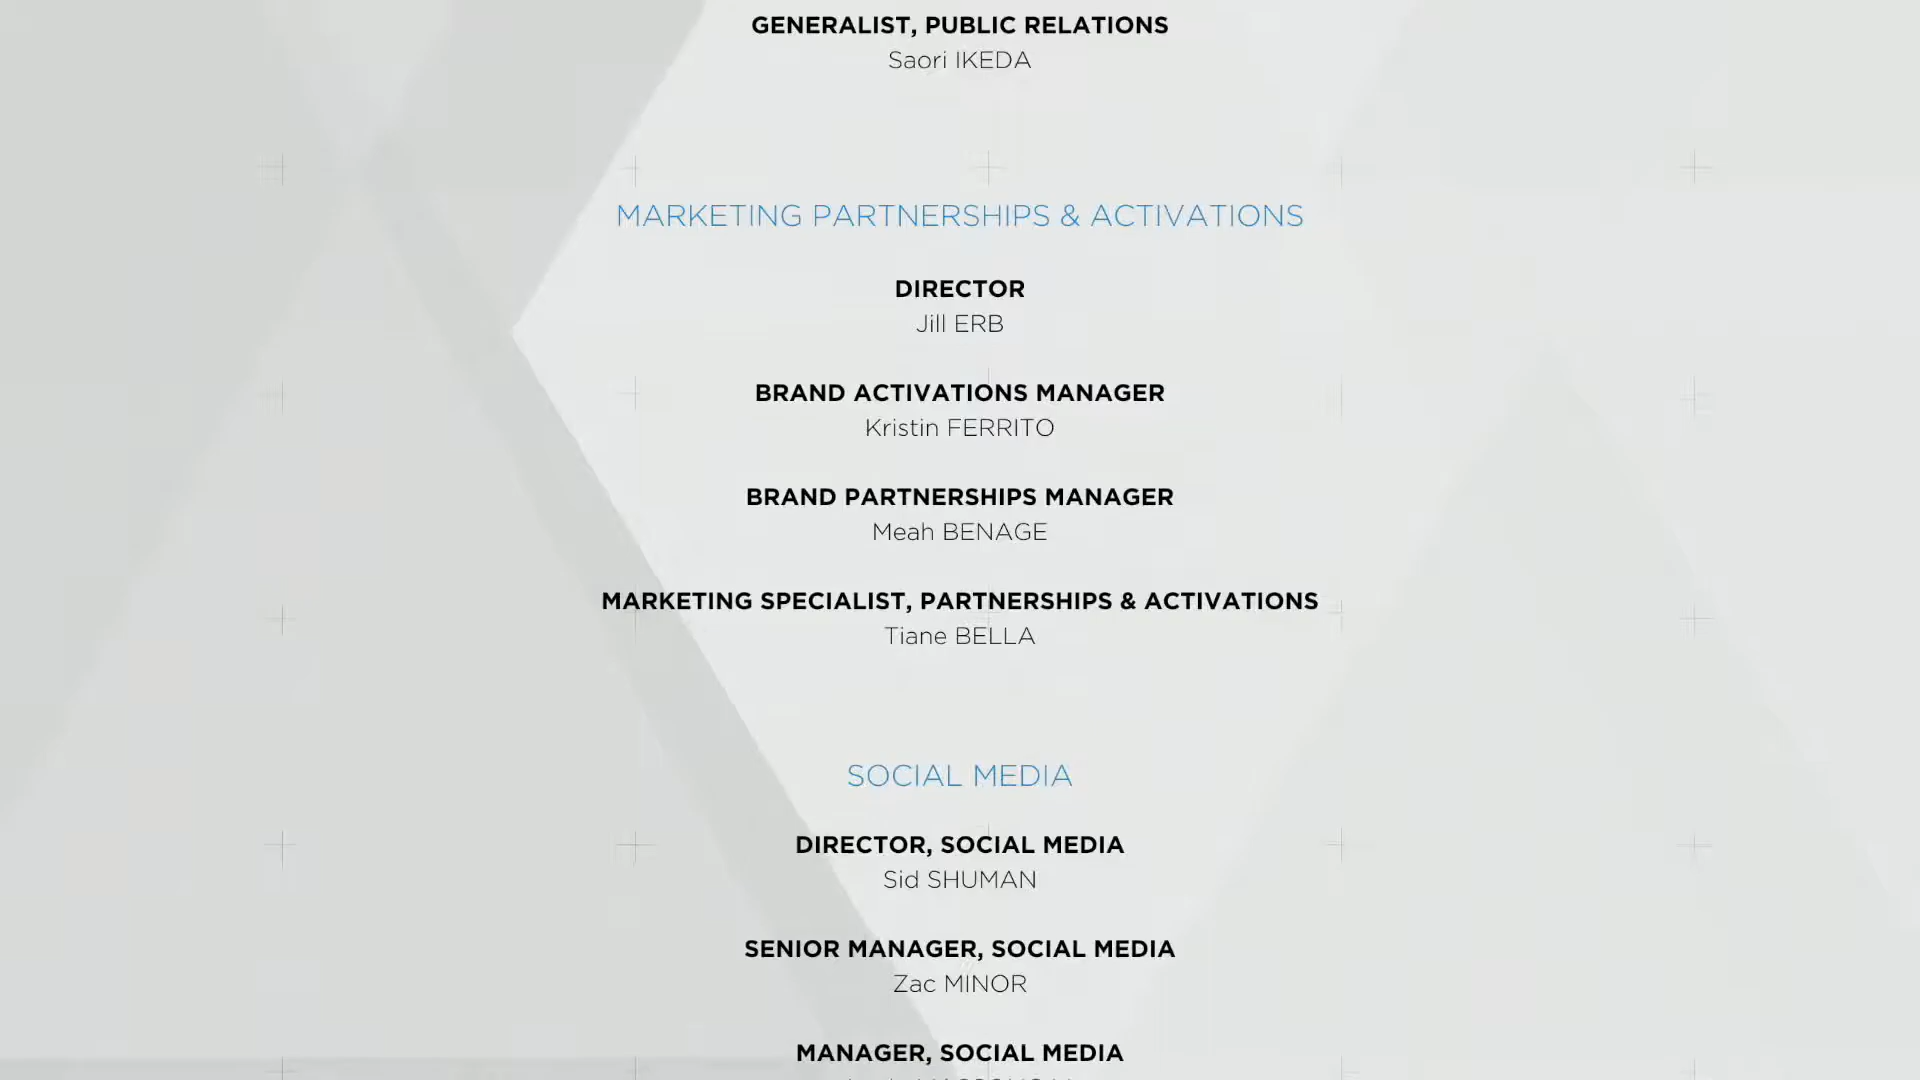 GENERALIST, PUBLIC RELATIONS
Saori IKEDA
MARKETING PARTNERSHIPS & ACTIVATIONS
DIRECTOR
Jill ERB
BRAND ACTIVATIONS MANAGER
Kristin FERRITO
BRAND PARTNERSHIPS MANAGER
Meah BENAGE
MARKETING SPECIALIST, PARTNERSHIPS & ACTIVATIONS
Tiane BELLA
SOCIAL MEDIA
DIRECTOR, SOCIAL MEDIA
Sid SHUMAN
SENIOR MANAGER, SOCIAL MEDIA
Zac MINOR
MANAGER, SOCIAL MEDIA